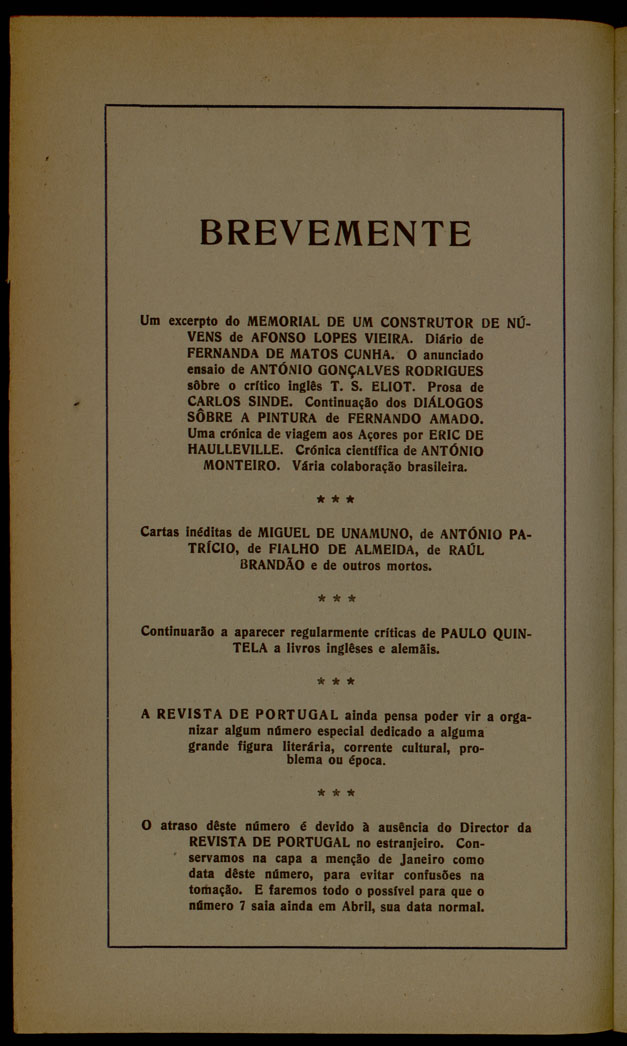 BREVEMENTE
Um excerpto do MEMORIAL DE UM CONSTRUTOR DE NÚ-
VENS de AFONSO LOPES VIEIRA. Diário de
FERNANDA DE MATOS CUNHA. O anunciado
ensaio de ANTÓNIO GONÇALVES RODRIGUES
sôbre o crítico inglês T. S. ELIOT. Prosa de
CARLOS SINDE. Continuação dos DIÁLOGOS
SÔBRE A PINTURA de FERNANDO AMADO.
Uma crónica de viagem aos Açores por ERIC DE
HAULLEVILLE. Crónica científica de ANTÓNIO
MONTEIRO. Vária colaboração brasileira.
* * *
Cartas inéditas de MIGUEL DE UNAMUNO, de ANTÓNIO PA-
TRÍCIO, de FIALHO DE ALMEIDA, de RAÚL
BRANDÃO e de outros mortos.
* * *
Continuarão a aparecer regularmente críticas de PAULO QUIN-
TELA a livros inglêses e alemãis.
* * *
A REVISTA DE PORTUGAL ainda pensa poder vir a orga-
nizar algum número especial dedicado a alguma
grande figura literária, corrente cultural, pro-
blema ou época.
* * *
O atraso dêste número é devido à ausência do Director da
REVISTA DE PORTUGAL no estranjeiro. Con-
servamos na capa a menção de Janeiro como
data dêste número, para evitar confusões na
tomação. E faremos todo o possível para que o
número 7 saia ainda em Abril, sua data normal.